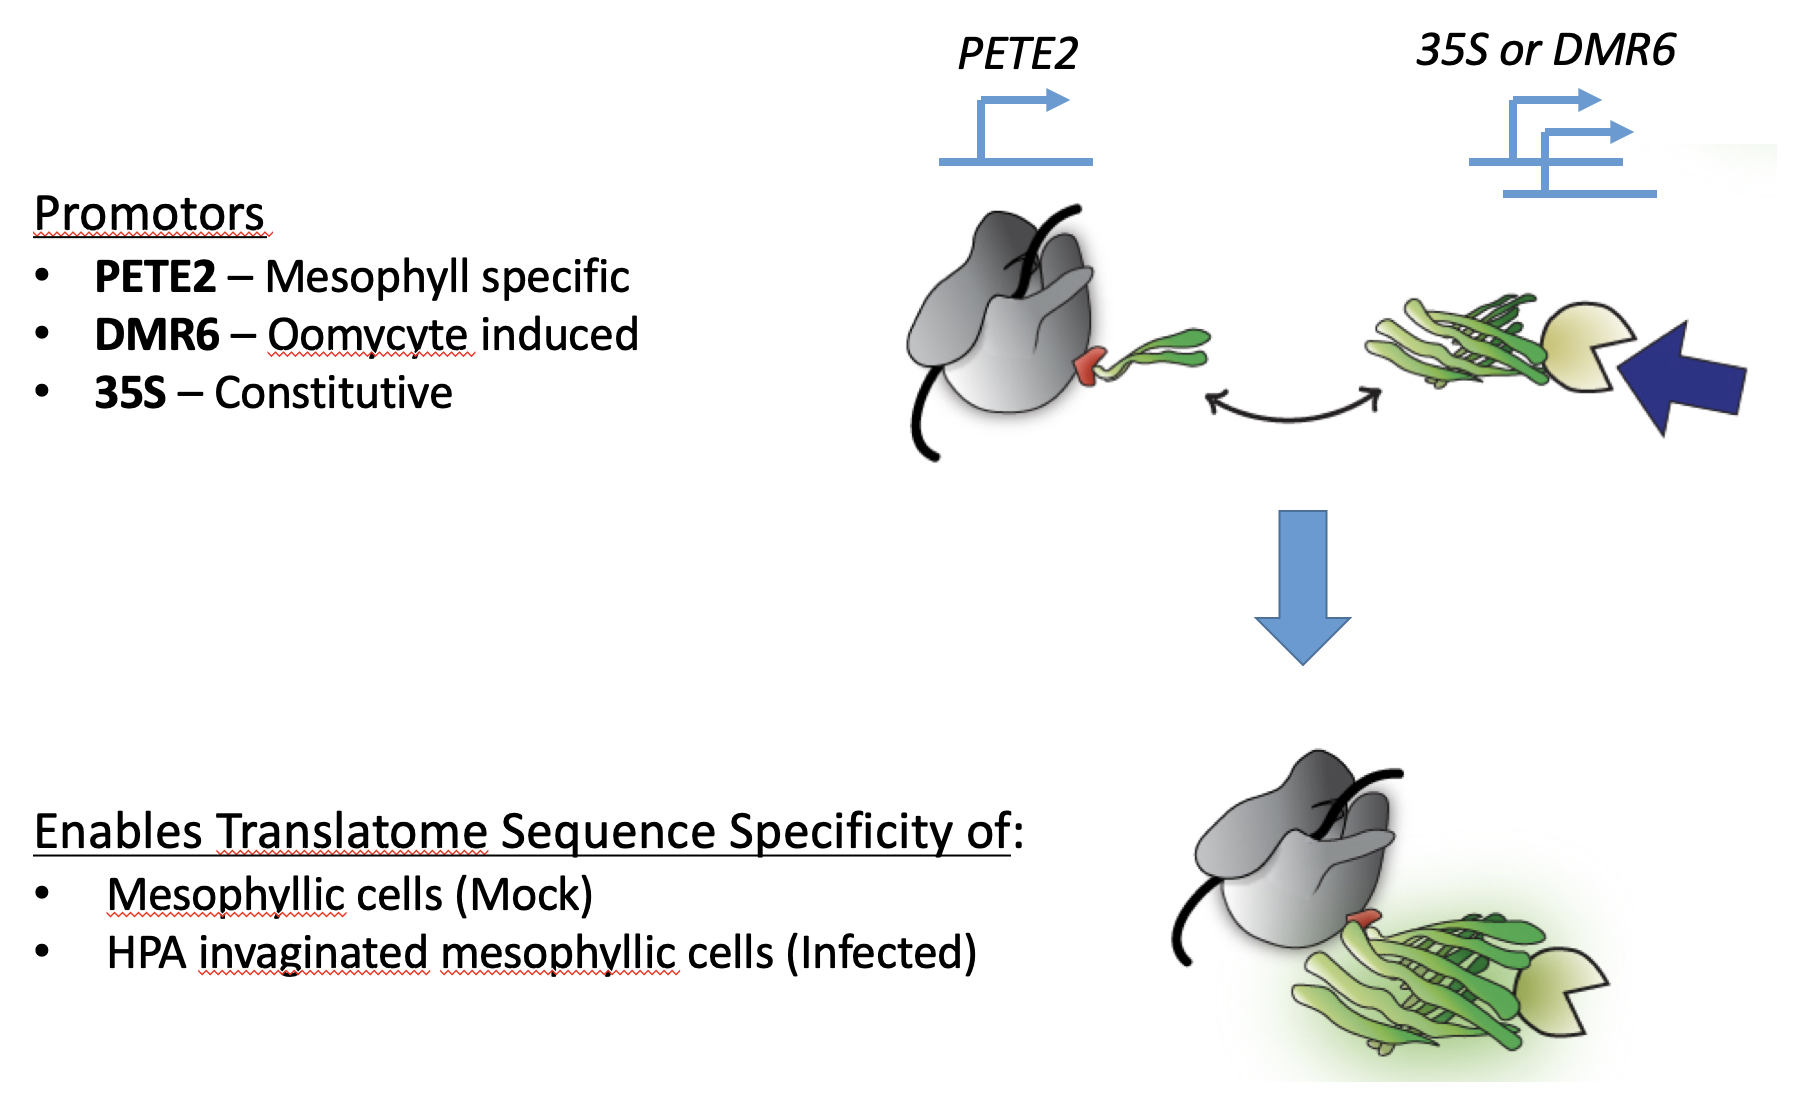 PETE2
35S or DMR6
Promotors
• PETE2 – Mesophyll specific
• DMR6 – Oomycyte induced
• 35S – Constitutive
Enables Translatome Sequence Specificity of:
• Mesophyllic cells (Mock)
• HPA invaginated mesophyllic cells (Infected)